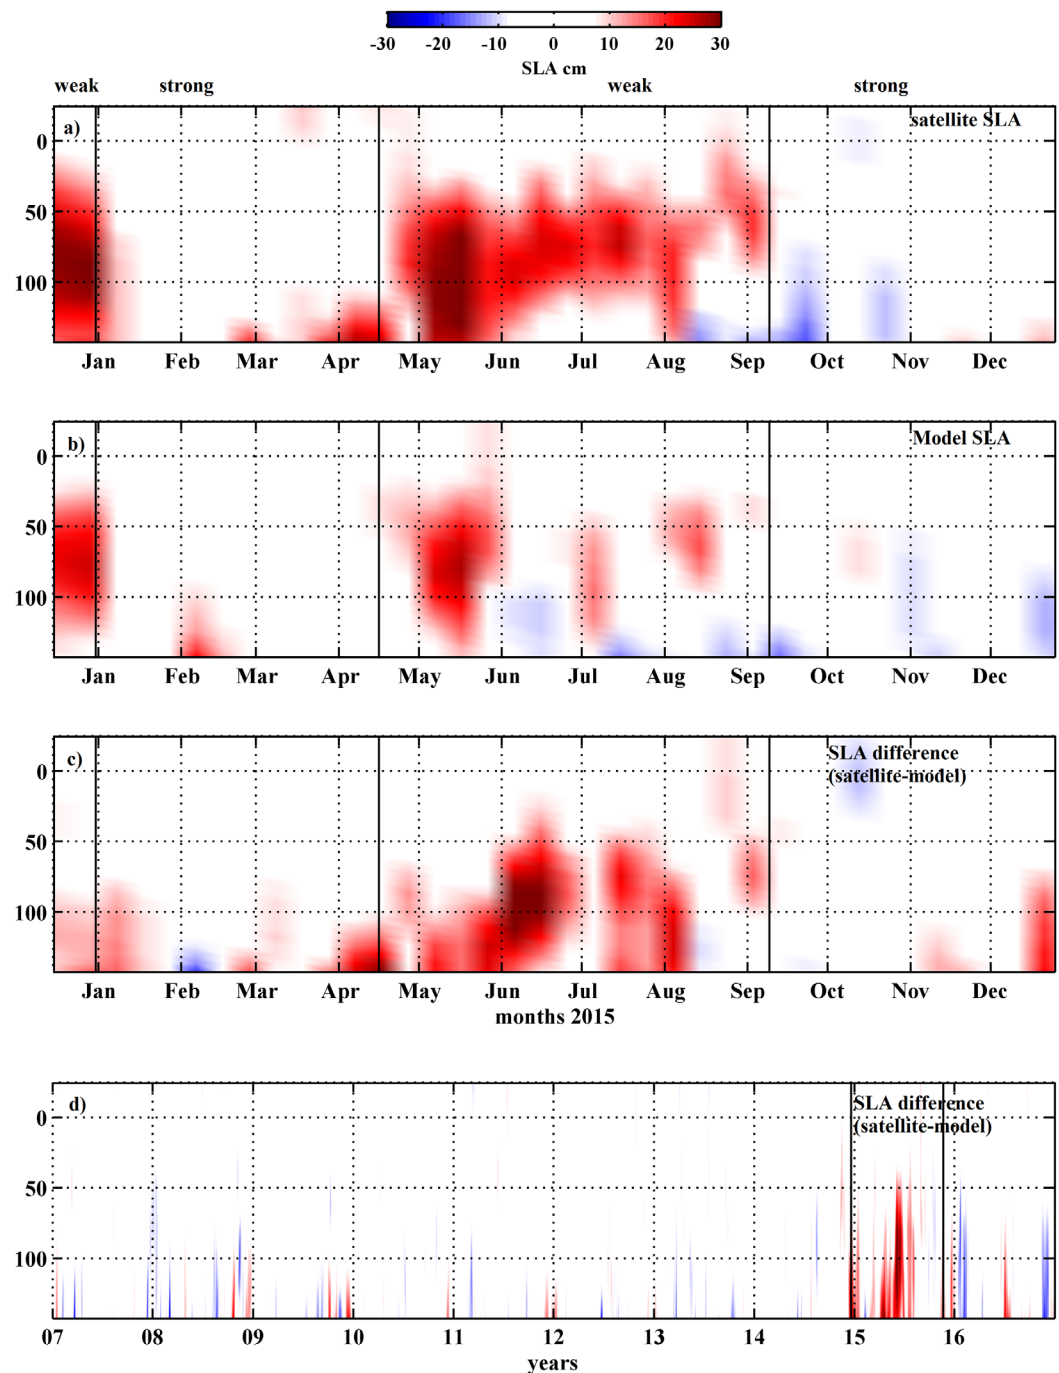 -30 -20 -10 0 10 20 30
SLA cm
weak strong weak strong
a) satellite SLA
0
50
100
Jan Feb Mar Apr May Jun Jul Aug Sep Oct Nov Dec
b) Model SLA
0
50
100
Jan Feb Mar Apr May Jun Jul Aug Sep Oct Nov Dec
c) SLA difference
(satellite-model)
0
50
100
Jan Feb Mar Apr May Jun Jul Aug Sep Oct Nov Dec
months 2015
d) SLA difference
(satellite-model)
0
50
100
07 08 09 10 11 12 13 14 15 16
years